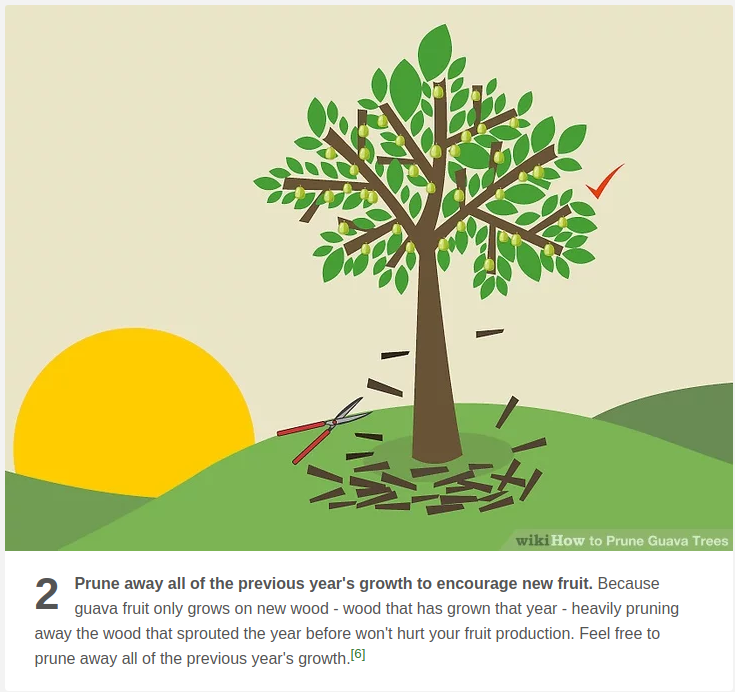 wikiHow to Prune Guava Trees
2 Prune away all of the previous year's growth to encourage new fruit. Because
guava fruit only grows on new wood - wood that has grown that year - heavily pruning
away the wood that sprouted the year before won't hurt your fruit production. Feel free to
prune away all of the previous year's growth.[6]